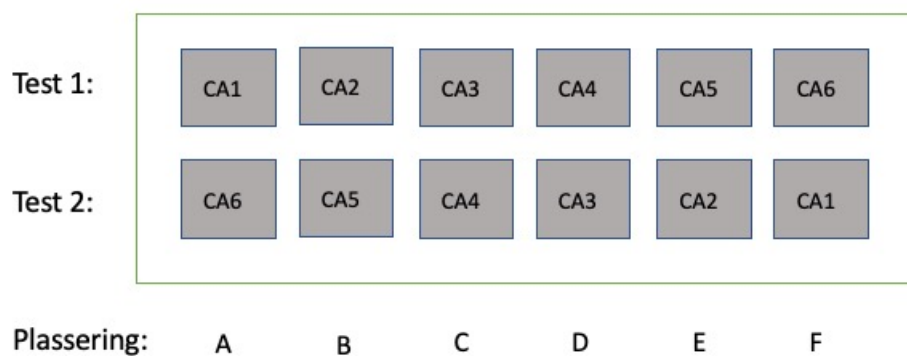 Test 1: CA1 CA2 CA3 CA4 CA5 CA6
Test 2: CA6 CA5 CA4 CA3 CA2 CA1
Plassering: A B C D E F